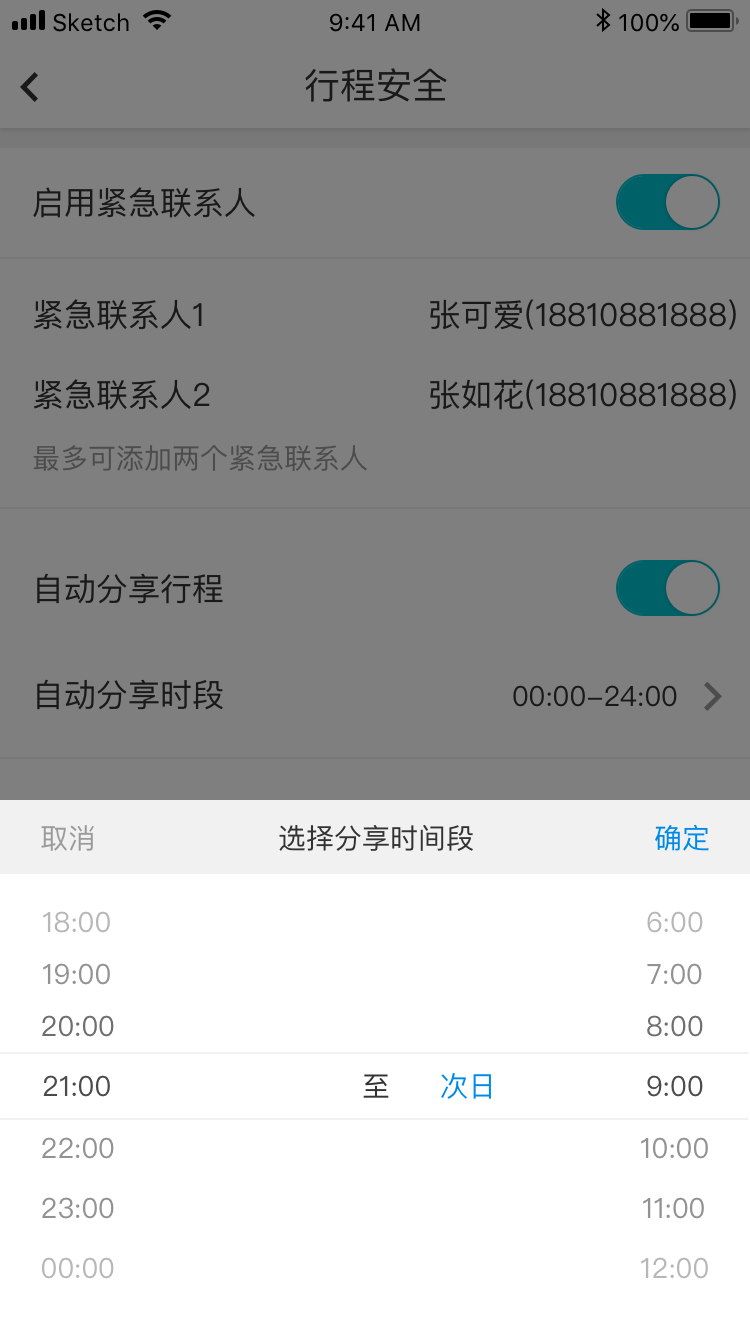 Sketch 9:41 AM 100%
行程安全
启用紧急联系人
紧急联系人1 张可爱(18810881888)
紧急联系人2 张如花(18810881888)
最多可添加两个紧急联系人
自动分享行程
自动分享时段 00:00–24:00
取消 选择分享时间段 确定
18:00 6:00
19:00 7:00
20:00 8:00
21:00 至 次日 9:00
22:00 10:00
23:00 11:00
00:00 12:00